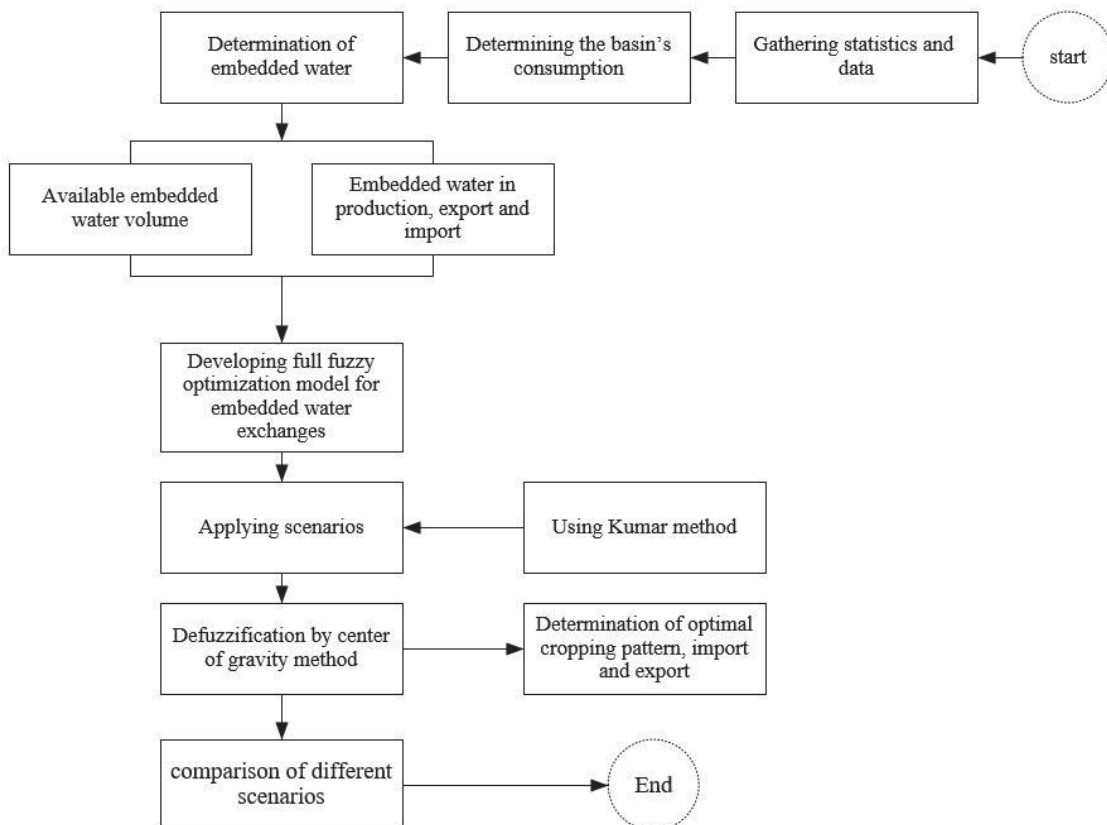 start
Gathering statistics and
data
Determining the basin's
consumption
Determination of
embedded water
Available embedded
water volume
Embedded water in
production, export and
import
Developing full fuzzy
optimization model for
embedded water
exchanges
Applying scenarios
Using Kumar method
Defuzzification by center
of gravity method
Determination of optimal
cropping pattern, import
and export
comparison of different
scenarios
End